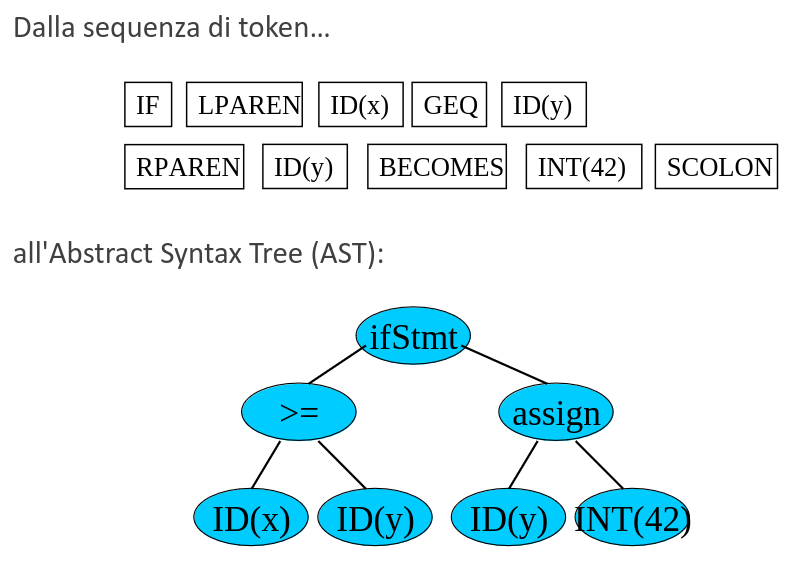 Dalla sequenza di token...
IF LPAREN ID(x) GEQ ID(y)
RPAREN ID(y) BECOMES INT(42) SCOLON
all'Abstract Syntax Tree (AST):
ifStmt
>= assign
ID(x) ID(y) ID(y) INT(42)